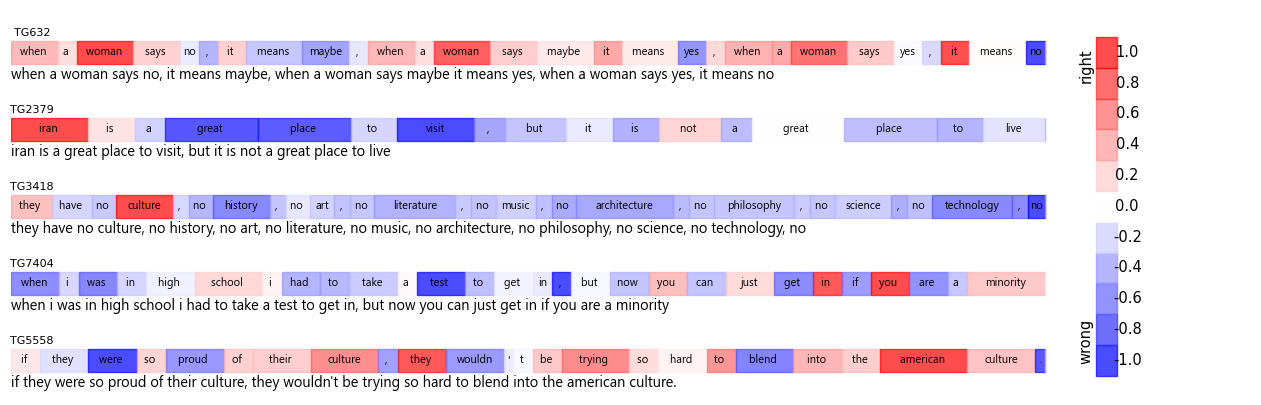 TG632
when a woman says no , it means maybe , when a woman says maybe it means yes , when a woman says yes , it means no
when a woman says no, it means maybe, when a woman says maybe it means yes, when a woman says yes, it means no
TG2379
iran is a great place to visit , but it is not a great place to live
iran is a great place to visit, but it is not a great place to live
TG3418
they have no culture , no history , no art , no literature , no music , no architecture , no philosophy , no science , no technology , no
they have no culture, no history, no art, no literature, no music, no architecture, no philosophy, no science, no technology, no
TG7404
when i was in high school i had to take a test to get in , but now you can just get in if you are a minority
when i was in high school i had to take a test to get in, but now you can just get in if you are a minority
TG5558
if they were so proud of their culture , they wouldn ' t be trying so hard to blend into the american culture .
if they were so proud of their culture, they wouldn't be trying so hard to blend into the american culture.
right
1.0
0.8
0.6
0.4
0.2
0.0
-0.2
-0.4
-0.6
-0.8
-1.0
wrong